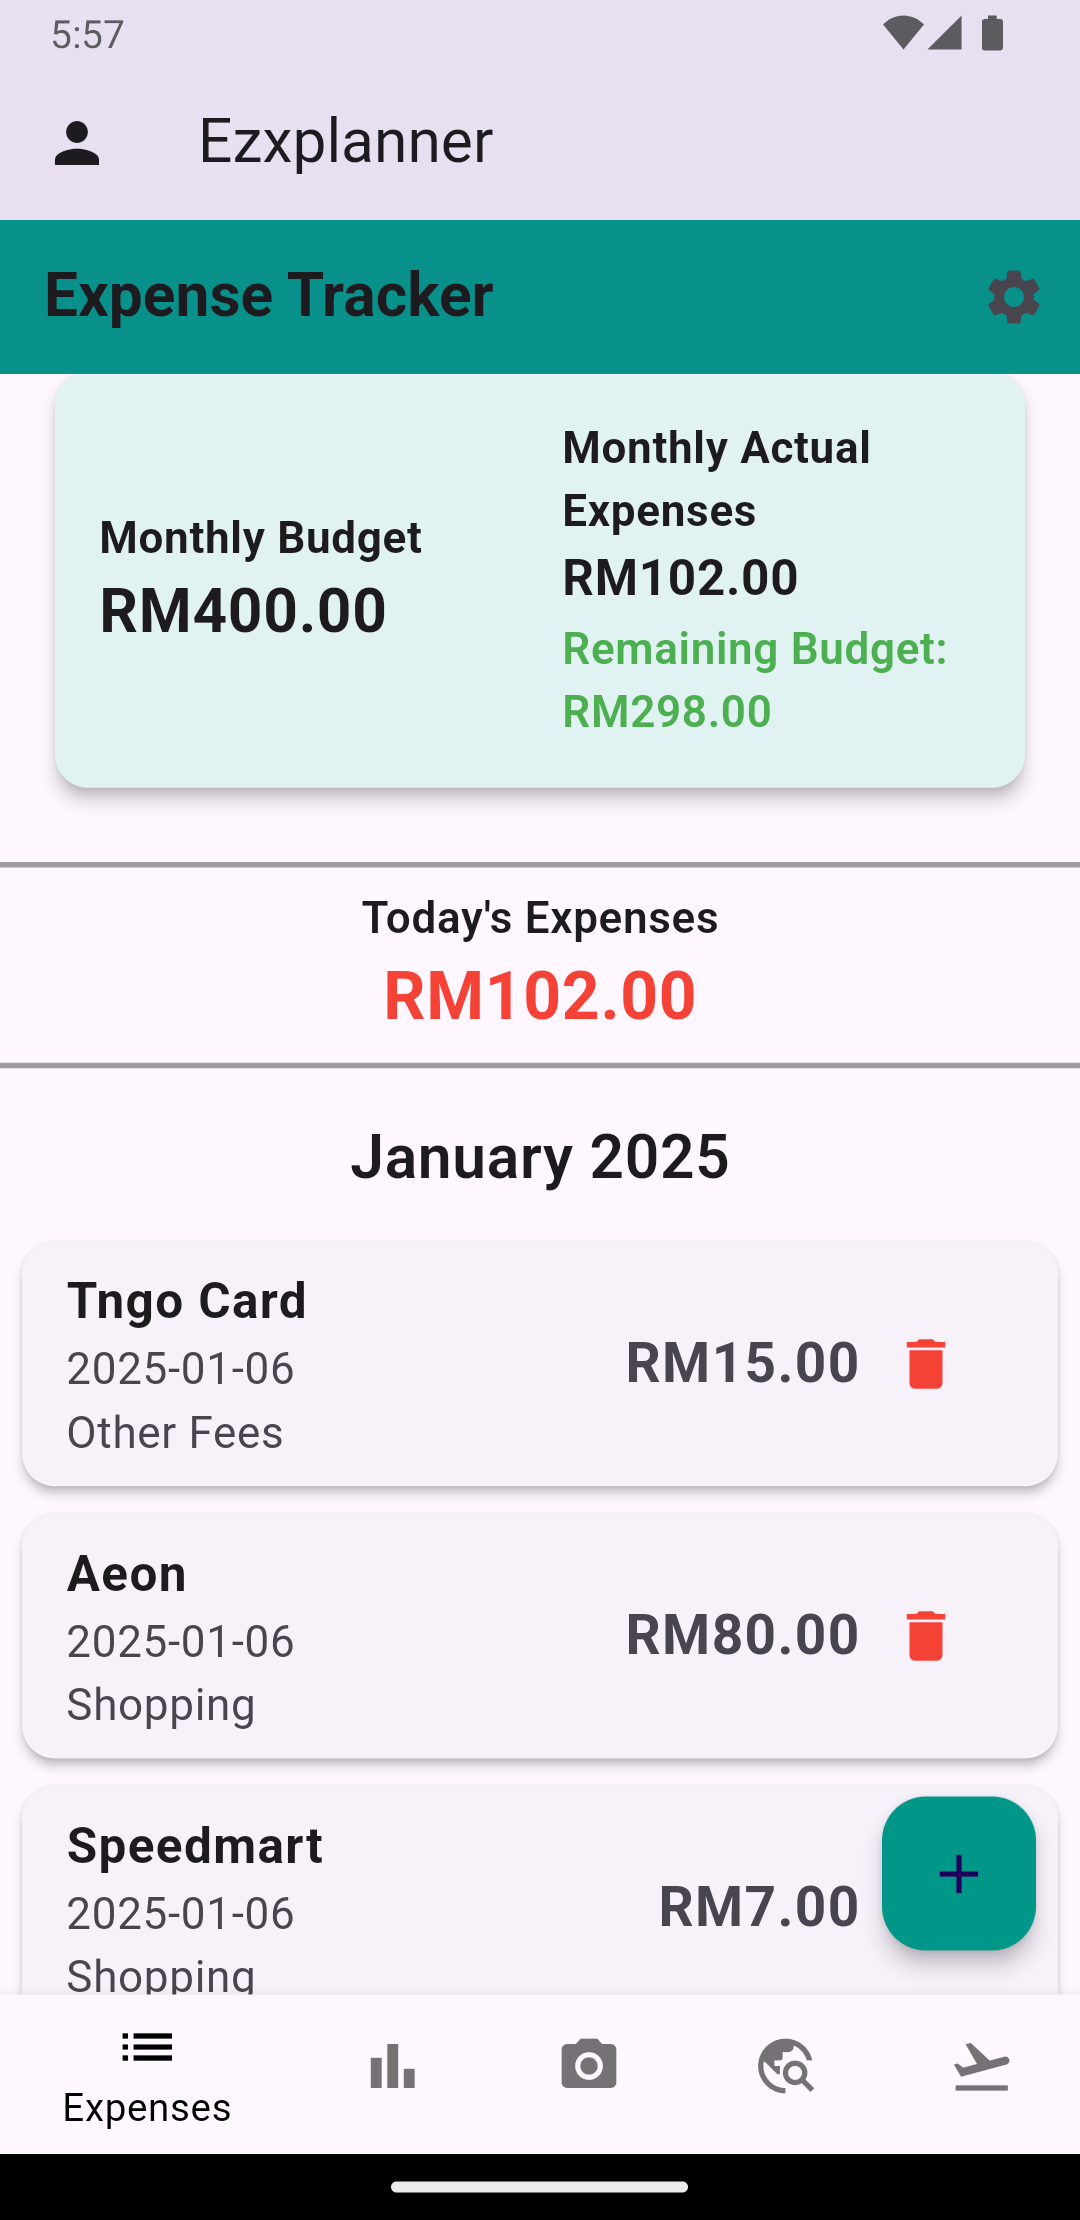 5:57
Ezxplanner
Expense Tracker
Monthly Budget
RM400.00
Monthly Actual
Expenses
RM102.00
Remaining Budget:
RM298.00
Today's Expenses
RM102.00
January 2025
Tngo Card
2025-01-06
Other Fees
RM15.00
Aeon
2025-01-06
Shopping
RM80.00
Speedmart
2025-01-06
Shopping
RM7.00
Expenses